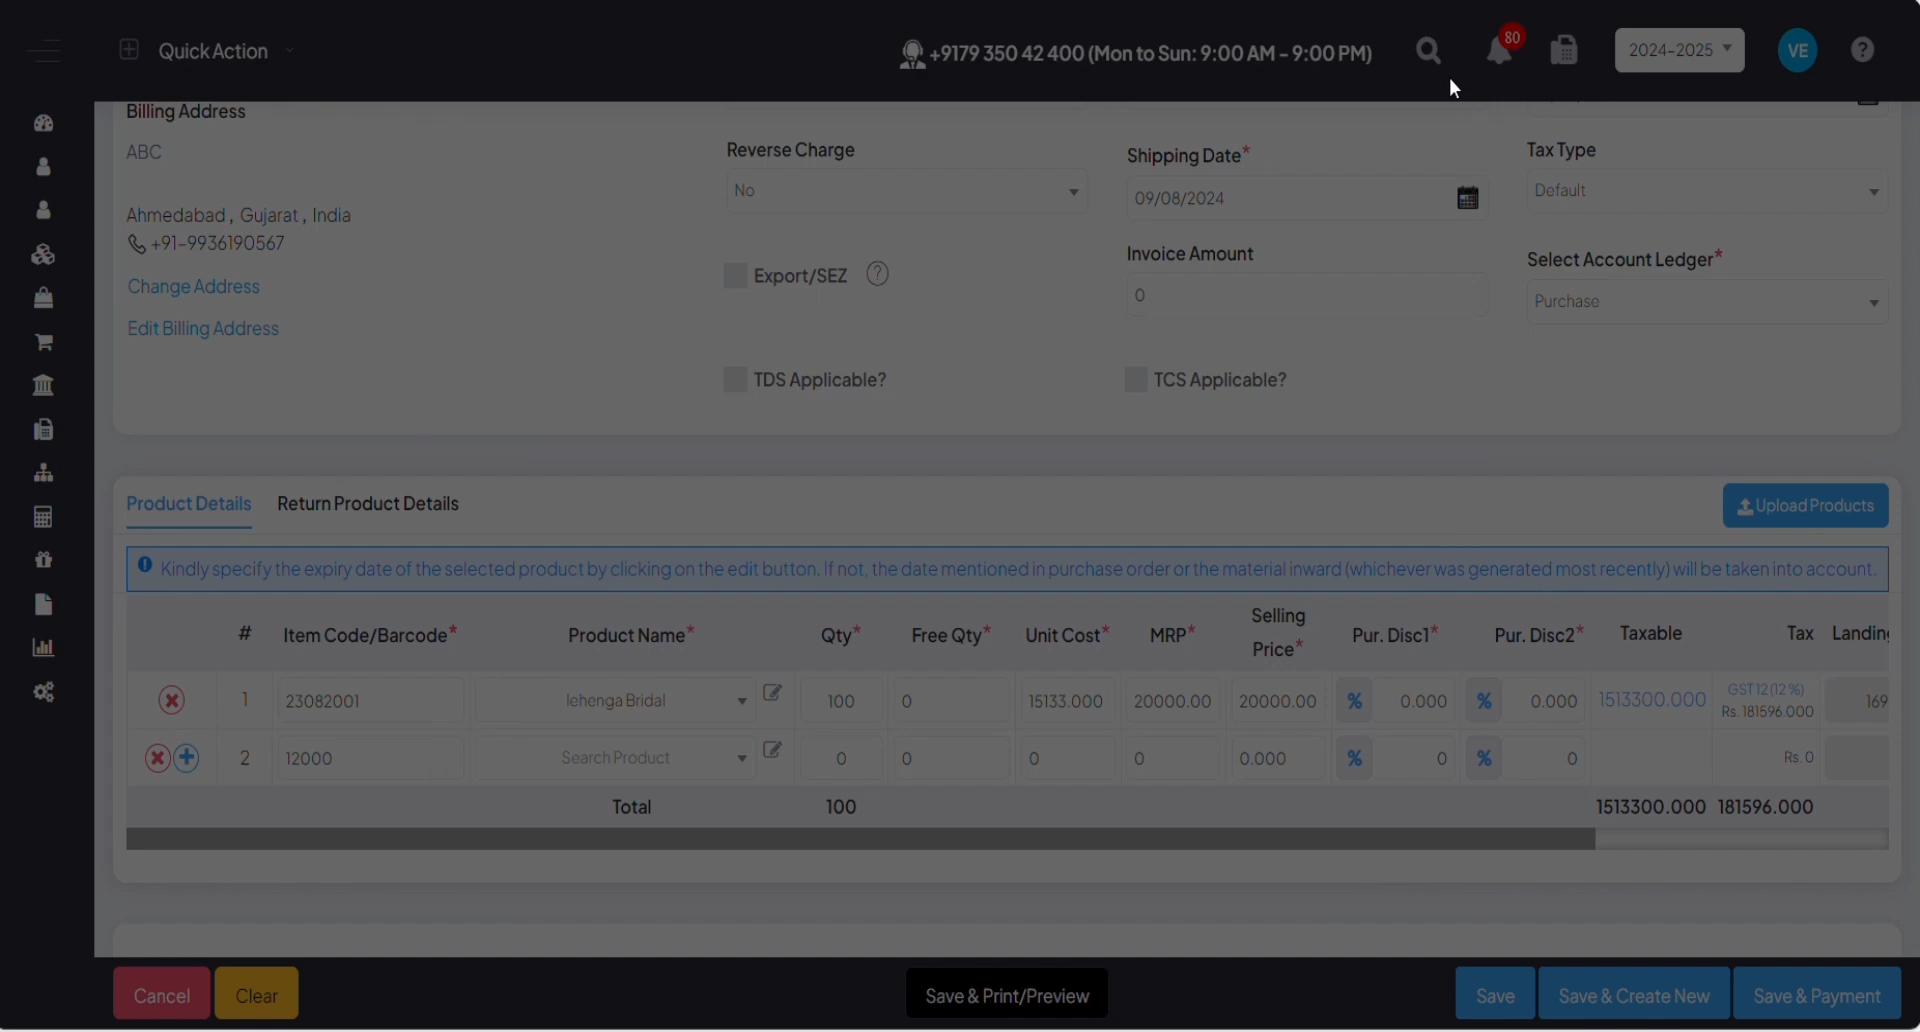 Quick Action
+9179 350 42 400 (Mon to Sun: 9:00 AM - 9:00 PM)
80
2024-2025
VE
?
Billing Address
ABC
Ahmedabad , Gujarat , India
+91-9936190567
Change Address
Edit Billing Address
Reverse Charge
No
Export/SEZ ?
TDS Applicable?
Shipping Date*
09/08/2024
Invoice Amount
0
TCS Applicable?
Tax Type
Default
Select Account Ledger*
Purchase
Product Details Return Product Details
Upload Products
Kindly specify the expiry date of the selected product by clicking on the edit button. If not, the date mentioned in purchase order or the material inward (whichever was generated most recently) will be taken into account.
# Item Code/Barcode* Product Name* Qty* Free Qty* Unit Cost* MRP* Selling Price* Pur. Disc1* Pur. Disc2* Taxable Tax Landing
1 23082001 lehenga Bridal 100 0 15133.000 20000.00 20000.00 % 0.000 % 0.000 1513300.000 GST12 (12 %) Rs. 181596.000 169
2 12000 Search Product 0 0 0 0 0.000 % 0 % 0 Rs. 0
Total 100 1513300.000 181596.000
Cancel Clear Save & Print/Preview Save Save & Create New Save & Payment